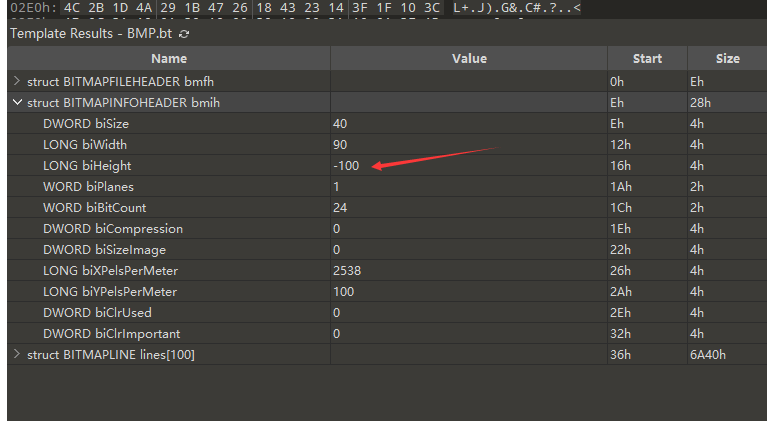 02E0h: 4C 2B 1D 4A 29 1B 47 26 18 43 23 14 3F 1F 10 3C L+.J).G&.C#.?..<
Template Results - BMP.bt
Name Value Start Size
struct BITMAPFILEHEADER bmfh 0h Eh
struct BITMAPINFOHEADER bmih Eh 28h
DWORD biSize 40 Eh 4h
LONG biWidth 90 12h 4h
LONG biHeight -100 16h 4h
WORD biPlanes 1 1Ah 2h
WORD biBitCount 24 1Ch 2h
DWORD biCompression 0 1Eh 4h
DWORD biSizeImage 0 22h 4h
LONG biXPelsPerMeter 2538 26h 4h
LONG biYPelsPerMeter 100 2Ah 4h
DWORD biClrUsed 0 2Eh 4h
DWORD biClrImportant 0 32h 4h
struct BITMAPLINE lines[100] 36h 6A40h